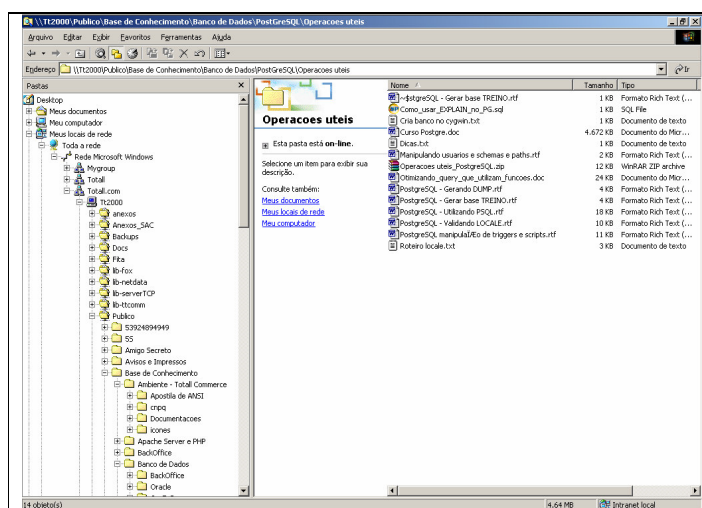 \\Tt2000\Publico\Base de Conhecimento\Banco de Dados\PostGreSQL\Operacoes uteis
Arquivo Editar Exibir Favoritos Ferramentas Ajuda
Endereço \\Tt2000\Publico\Base de Conhecimento\Banco de Dados\PostGreSQL\Operacoes uteis Ir
Pastas
Desktop
Meus documentos
Meu computador
Meus locais de rede
Toda a rede
Rede Microsoft Windows
Mygroup
Totall
Totall.com
Tt2000
anexos
Anexos_SAC
Backups
Docs
Fita
lib-fox
lib-netdata
lib-serverTCP
lib-ttcomm
Publico
53924894949
55
Amigo Secreto
Avisos e Impressos
Base de Conhecimento
Ambiente - Totall Commerce
Apostila de ANSI
cnpq
Documentacoes
icones
Apache Server e PHP
BackOffice
Banco de Dados
BackOffice
Oracle
Operacoes uteis
Esta pasta está on-line.
Selecione um item para exibir sua
descrição.
Consulte também:
Meus documentos
Meus locais de rede
Meu computador
Nome Tamanho Tipo
~$stgreSQL - Gerar base TREINO.rtf 1 KB Formato Rich Text (...
Como_usar_EXPLAIN_no_PG.sql 1 KB SQL File
Cria banco no cygwin.txt 1 KB Documento de texto
Curso Postgre.doc 4.672 KB Documento do Micr...
Dicas.txt 1 KB Documento de texto
Manipulando usuarios e schemas e paths.rtf 2 KB Formato Rich Text (...
Operacoes uteis_PostgreSQL.zip 12 KB WinRAR ZIP archive
Otimizando_query_que_utilizam_funcoes.doc 24 KB Documento do Micr...
PostgreSQL - Gerando DUMP.rtf 4 KB Formato Rich Text (...
PostgreSQL - Gerar base TREINO.rtf 4 KB Formato Rich Text (...
PostgreSQL - Utilizando PSQL.rtf 18 KB Formato Rich Text (...
PostgreSQL - Validando LOCALE.rtf 10 KB Formato Rich Text (...
PostgreSQL manipulaIÆo de triggers e scripts.rtf 11 KB Formato Rich Text (...
Roteiro locale.txt 3 KB Documento de texto
14 objeto(s) 4,64 MB Intranet local